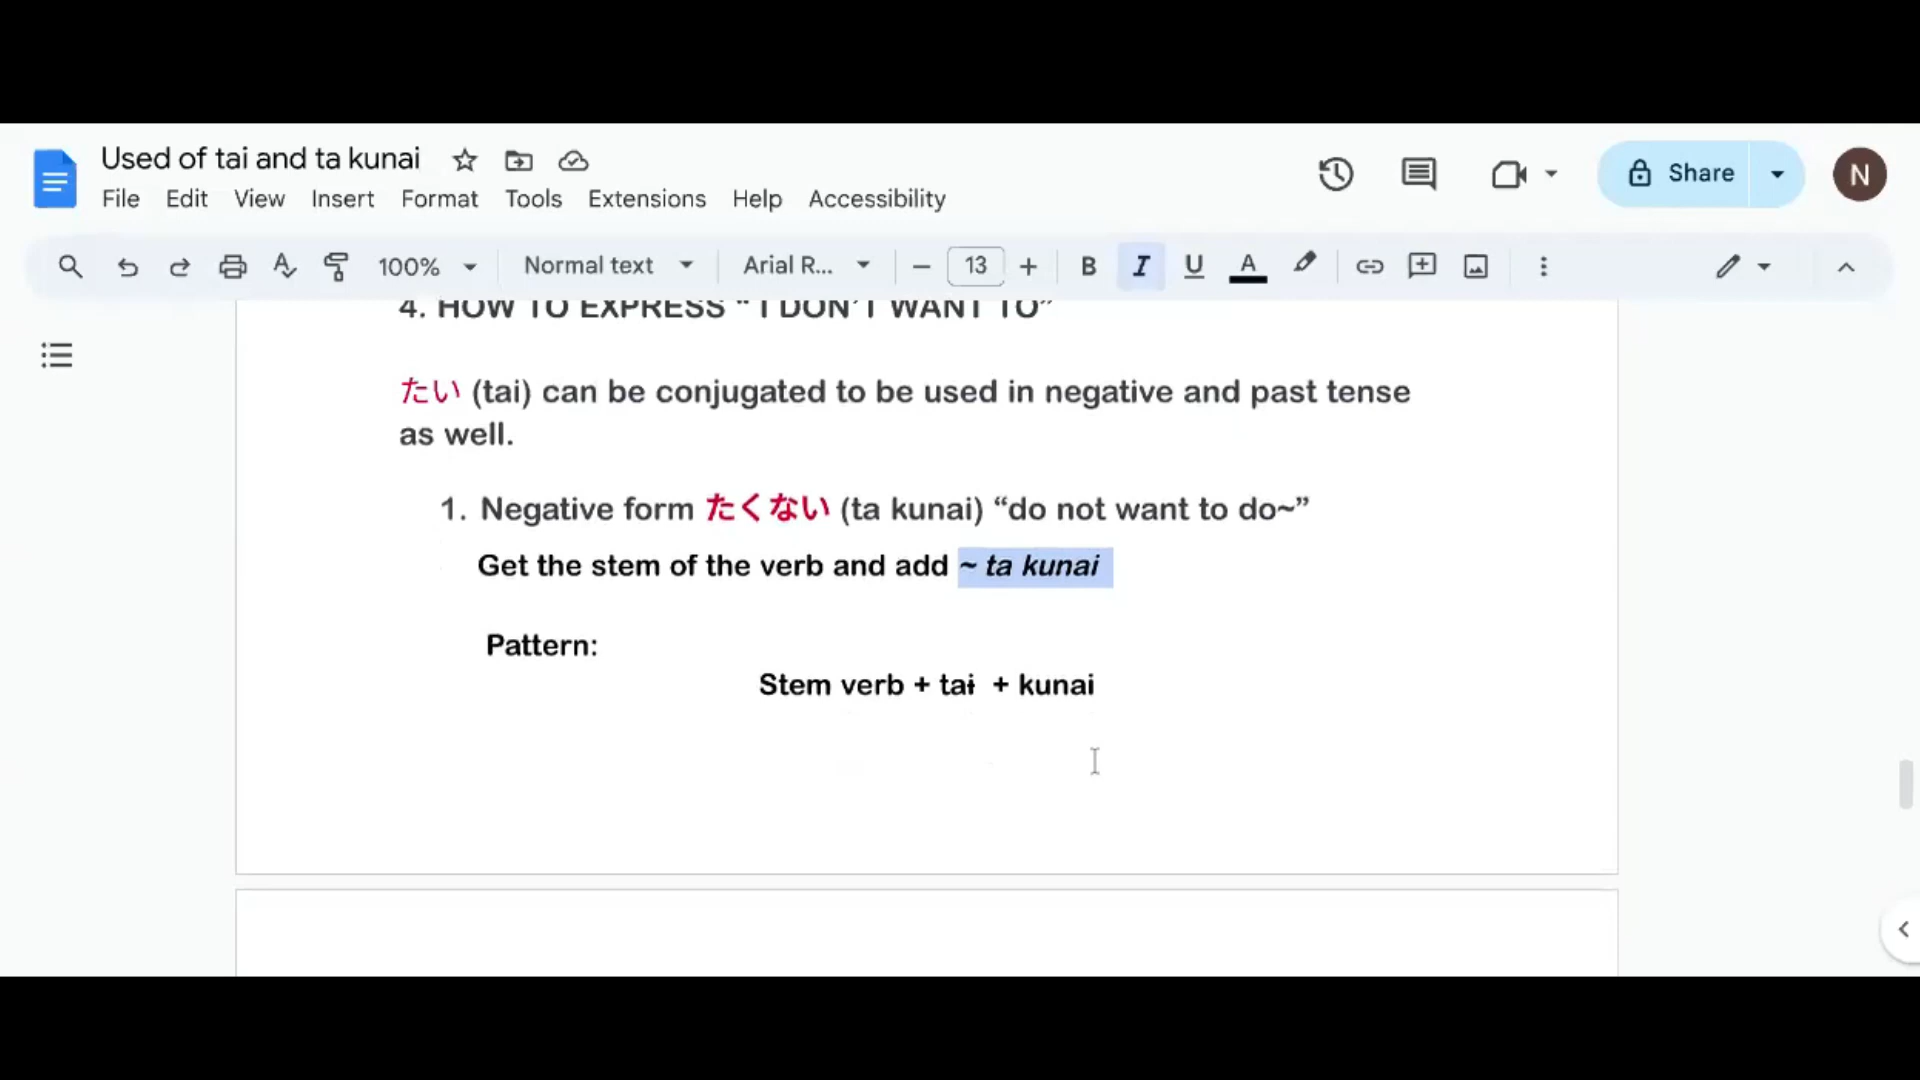 Used of tai and ta kunai
File Edit View Insert Format Tools Extensions Help Accessibility
Share
N
100% Normal text Arial R... 13 B I U A
4. HOW TO EXPRESS “ I DON’T WANT TO”
たい (tai) can be conjugated to be used in negative and past tense
as well.
1. Negative form たくない (ta kunai) “do not want to do~”
Get the stem of the verb and add ~ ta kunai
Pattern:
Stem verb + tai + kunai